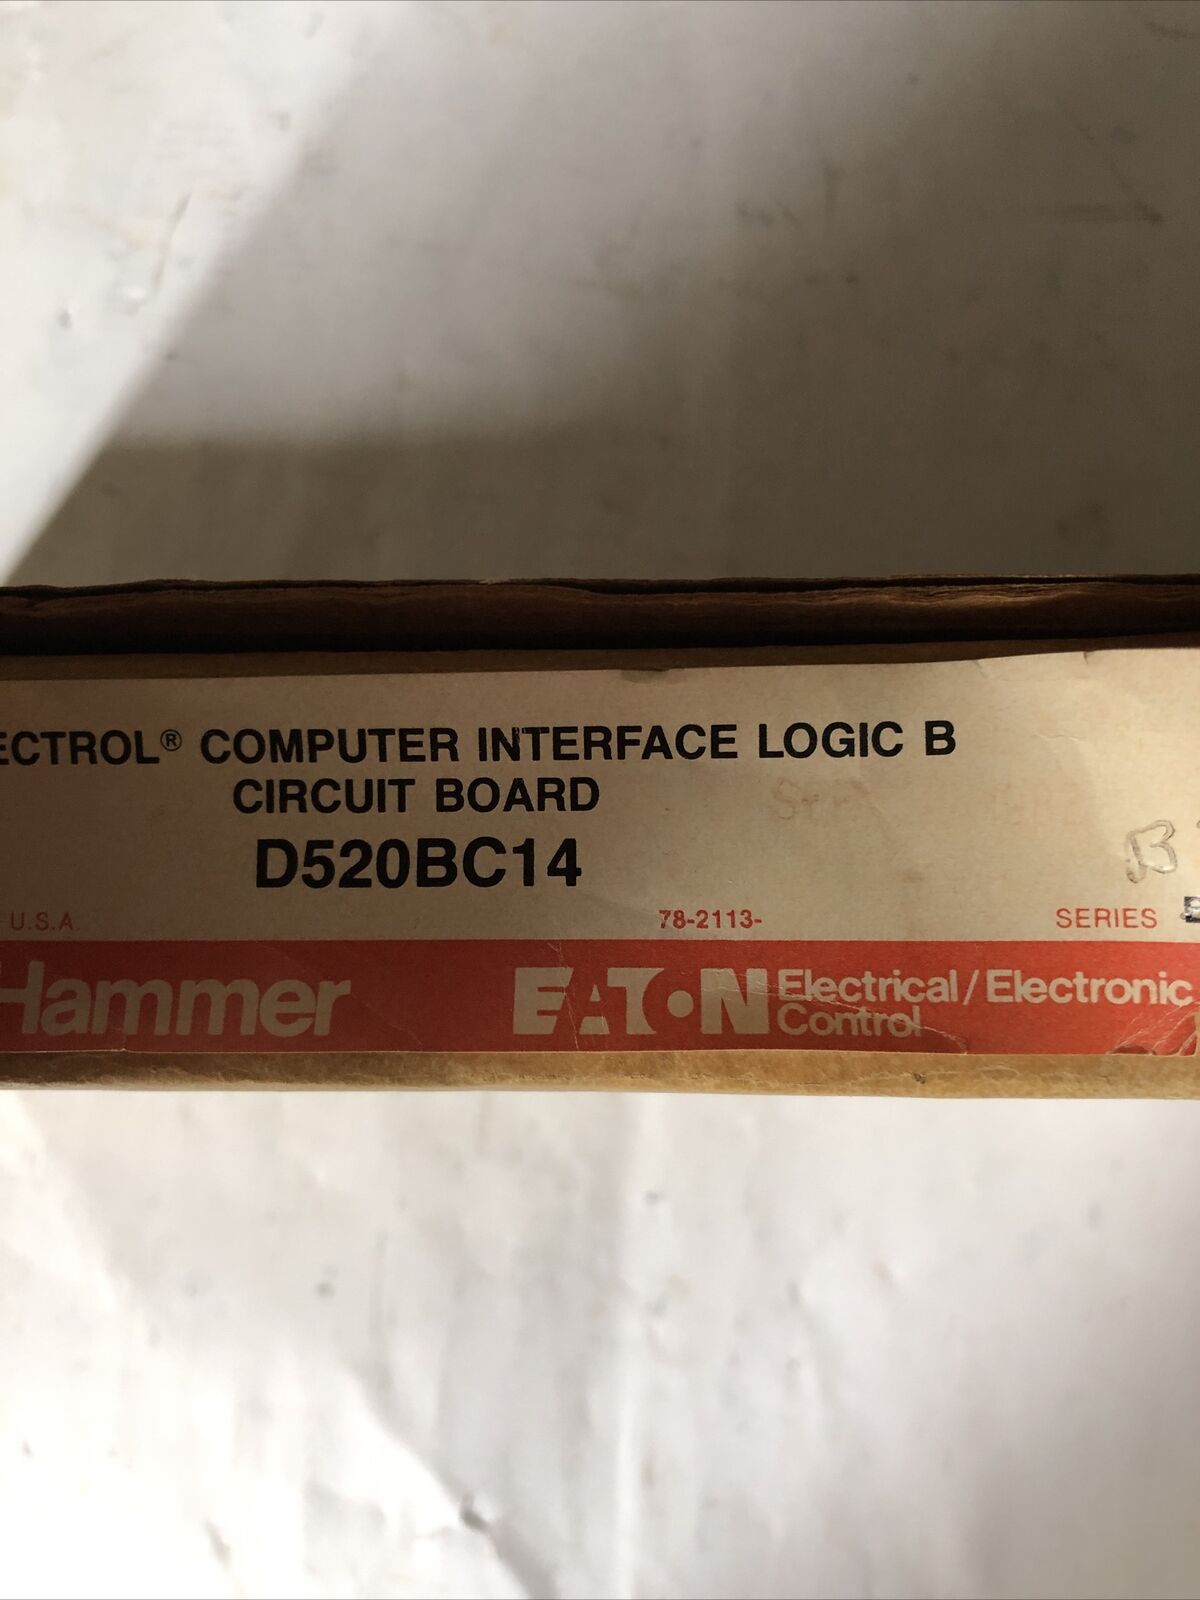 ECTROL® COMPUTER INTERFACE LOGIC B
CIRCUIT BOARD
D520BC14
B
U.S.A.
78-2113-
SERIES
Hammer
EATON Electrical/Electronic
Control